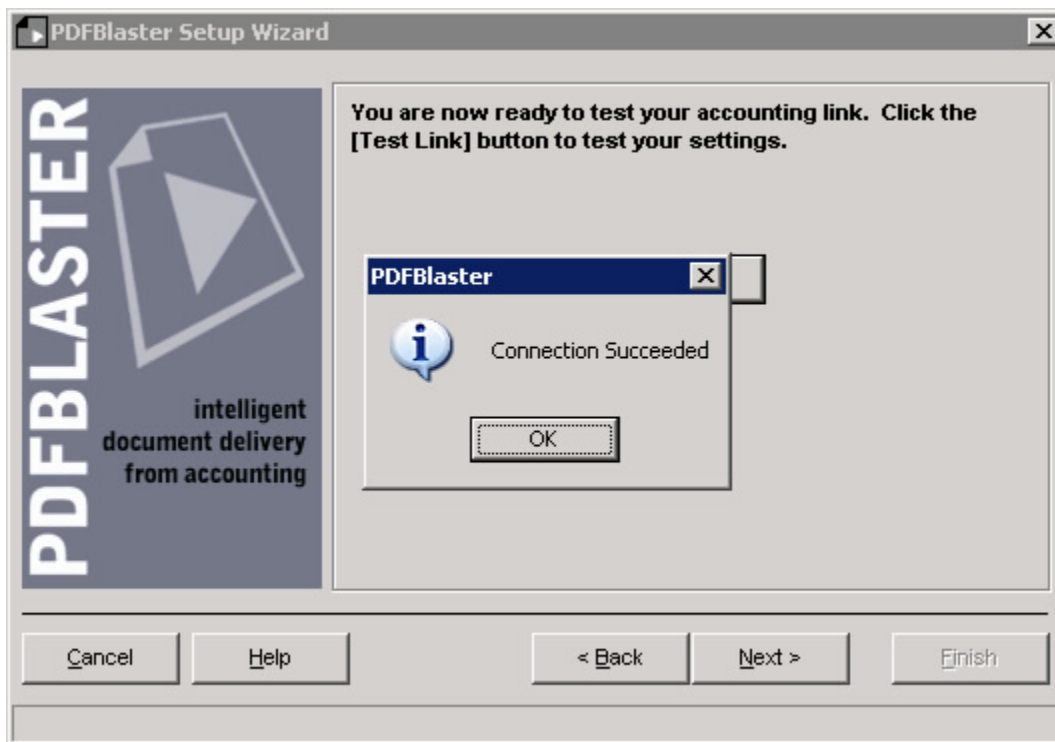 PDFBlaster Setup Wizard
PDFBLASTER
intelligent
document delivery
from accounting
You are now ready to test your accounting link.  Click the
[Test Link] button to test your settings.
PDFBlaster
Connection Succeeded
OK
Cancel
Help
< Back
Next >
Finish